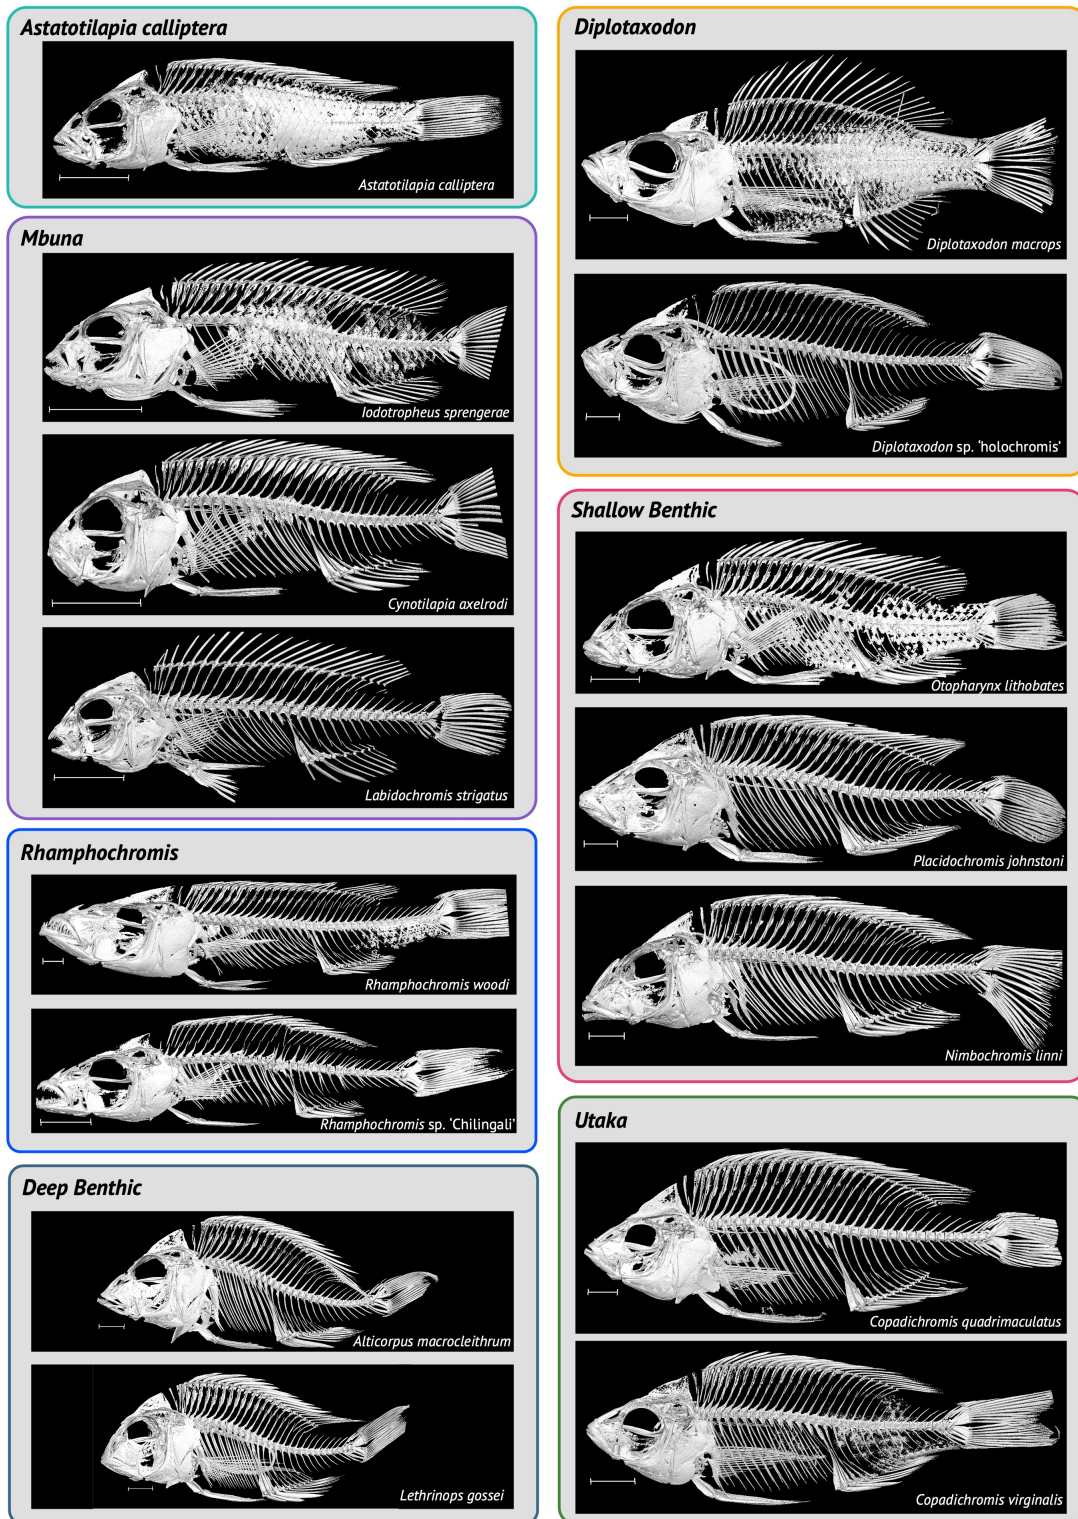 Astatotilapia calliptera
Astatotilapia calliptera
Mbuna
Iodotropheus sprengerae
Cynotilapia axelrodi
Labidochromis strigatus
Rhamphochromis
Rhamphochromis woodi
Rhamphochromis sp. ‘Chilingali’
Deep Benthic
Alticorpus macrocleithrum
Lethrinops gossei
Diplotaxodon
Diplotaxodon macrops
Diplotaxodon sp. ‘holochromis’
Shallow Benthic
Otopharynx lithobates
Placidochromis johnstoni
Nimbochromis linni
Utaka
Copadichromis quadrimaculatus
Copadichromis virginalis